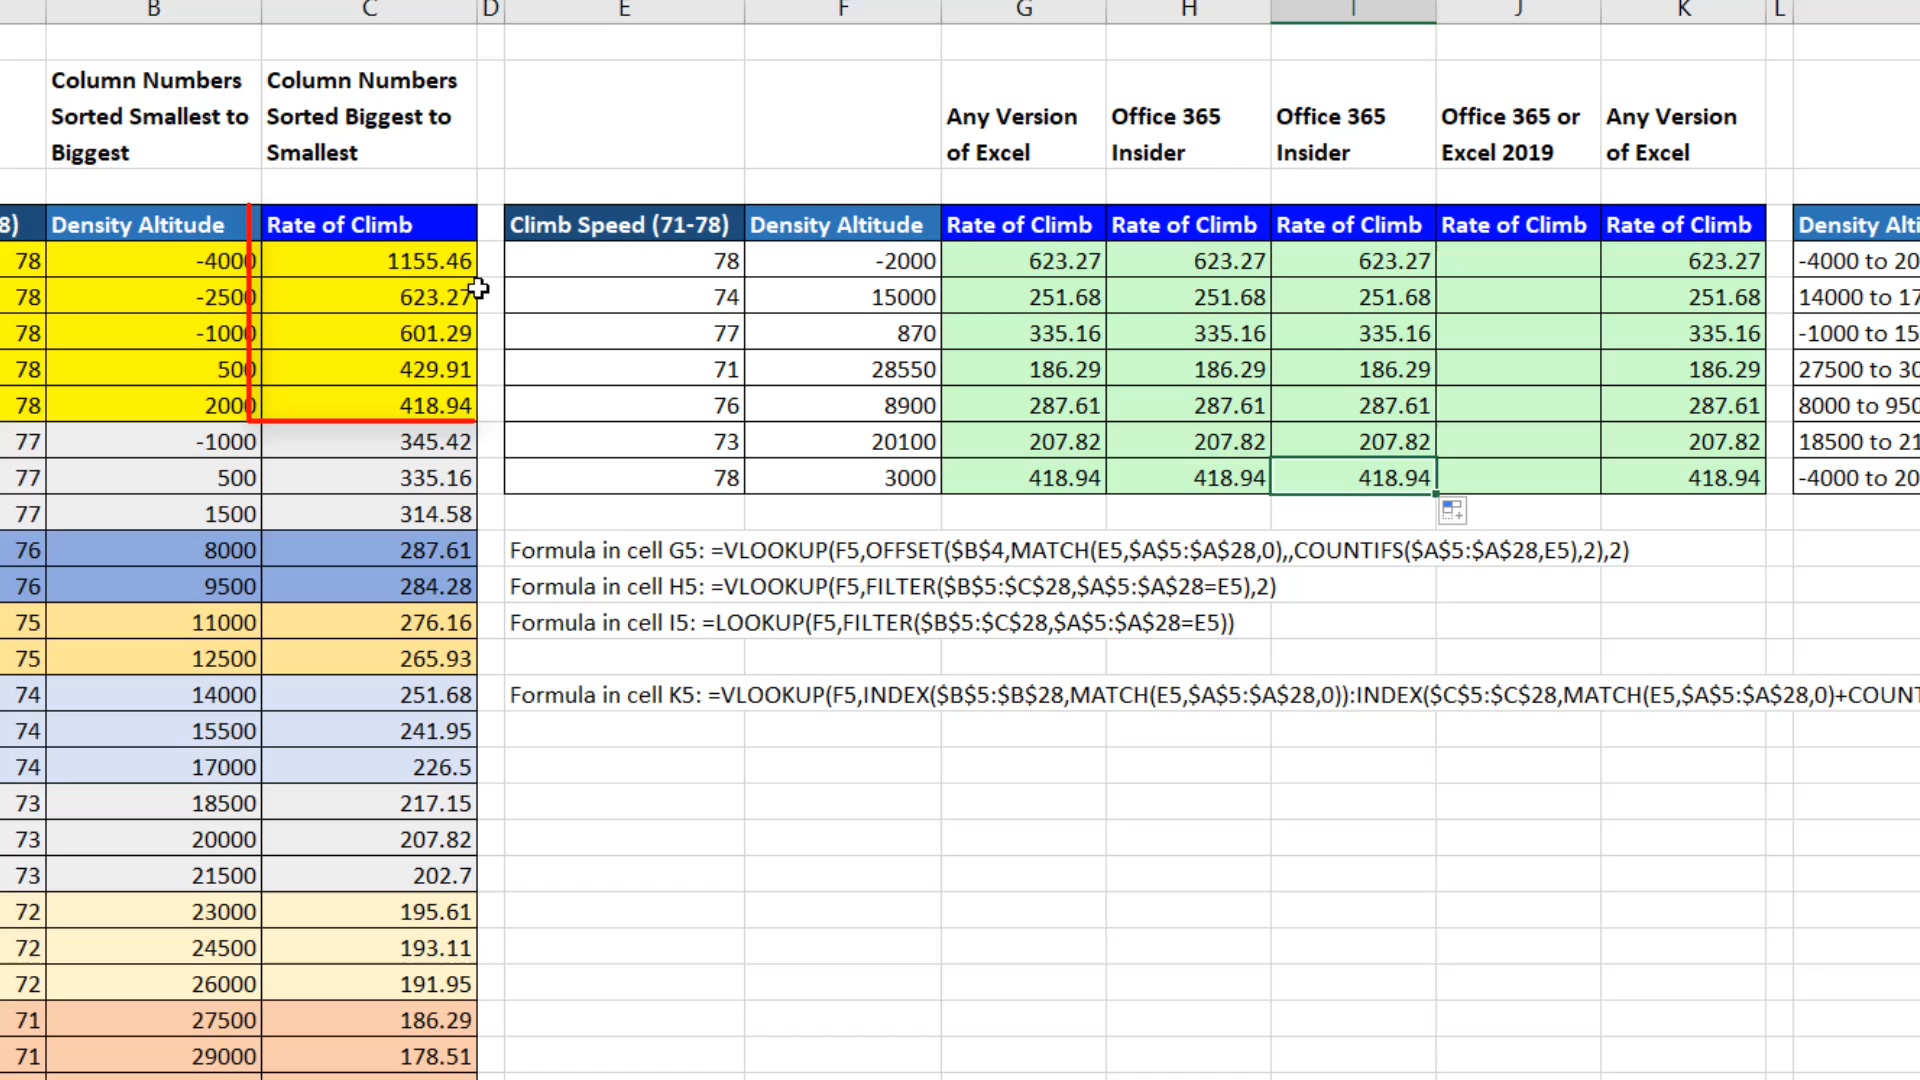 B C D E F G H I J K L
Column Numbers Column Numbers
Sorted Smallest to Sorted Biggest to Any Version Office 365 Office 365 Office 365 or Any Version
Biggest Smallest of Excel Insider Insider Excel 2019 of Excel
8) Density Altitude Rate of Climb Climb Speed (71-78) Density Altitude Rate of Climb Rate of Climb Rate of Climb Rate of Climb Rate of Climb Density Alti
78 -4000 1155.46 78 -2000 623.27 623.27 623.27 623.27 -4000 to 20
78 -2500 623.27 74 15000 251.68 251.68 251.68 251.68 14000 to 17
78 -1000 601.29 77 870 335.16 335.16 335.16 335.16 -1000 to 15
78 500 429.91 71 28550 186.29 186.29 186.29 186.29 27500 to 30
78 2000 418.94 76 8900 287.61 287.61 287.61 287.61 8000 to 950
77 -1000 345.42 73 20100 207.82 207.82 207.82 207.82 18500 to 21
77 500 335.16 78 3000 418.94 418.94 418.94 418.94 -4000 to 20
77 1500 314.58
76 8000 287.61 Formula in cell G5: =VLOOKUP(F5,OFFSET($B$4,MATCH(E5,$A$5:$A$28,0),,COUNTIFS($A$5:$A$28,E5),2),2)
76 9500 284.28 Formula in cell H5: =VLOOKUP(F5,FILTER($B$5:$C$28,$A$5:$A$28=E5),2)
75 11000 276.16 Formula in cell I5: =LOOKUP(F5,FILTER($B$5:$C$28,$A$5:$A$28=E5))
75 12500 265.93
74 14000 251.68 Formula in cell K5: =VLOOKUP(F5,INDEX($B$5:$B$28,MATCH(E5,$A$5:$A$28,0)):INDEX($C$5:$C$28,MATCH(E5,$A$5:$A$28,0)+COUNT
74 15500 241.95
74 17000 226.5
73 18500 217.15
73 20000 207.82
73 21500 202.7
72 23000 195.61
72 24500 193.11
72 26000 191.95
71 27500 186.29
71 29000 178.51